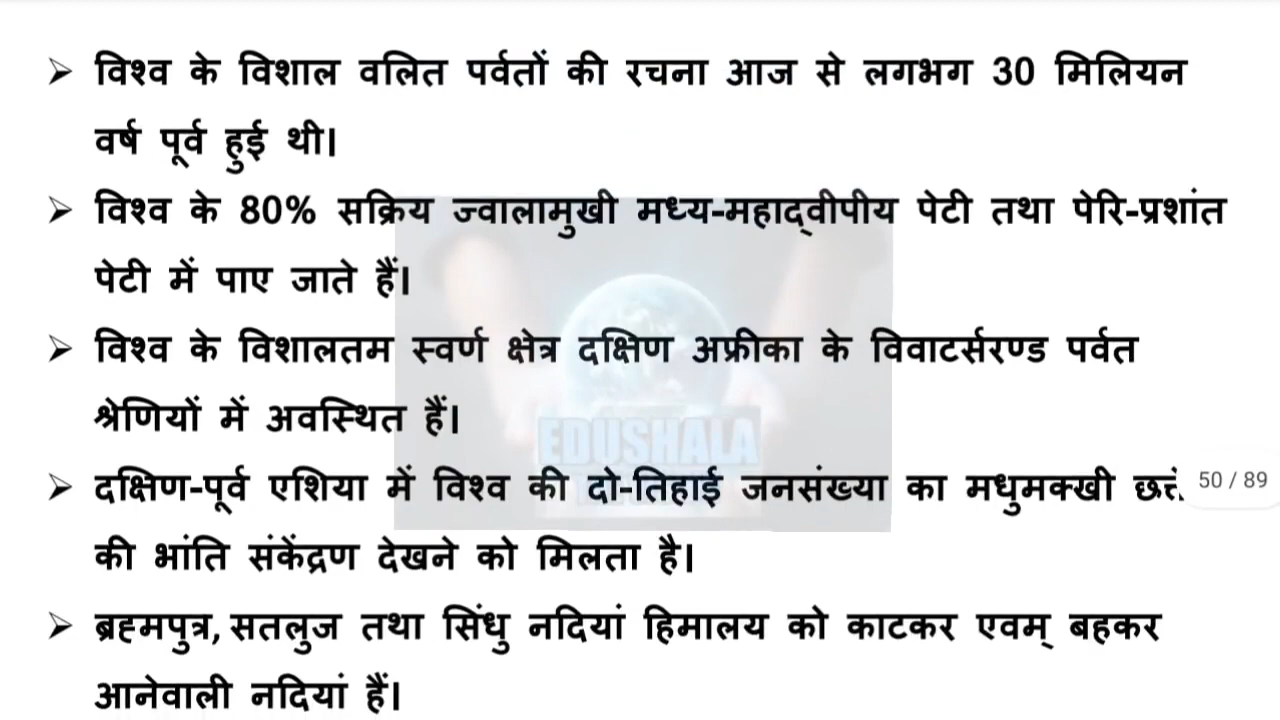 ➢ विश्व के विशाल वलित पर्वतों की रचना आज से लगभग 30 मिलियन
वर्ष पूर्व हुई थी।
➢ विश्व के 80% सक्रिय ज्वालामुखी मध्य-महाद्वीपीय पेटी तथा पेरि-प्रशांत
पेटी में पाए जाते हैं।
➢ विश्व के विशालतम स्वर्ण क्षेत्र दक्षिण अफ्रीका के विवाटर्सरण्ड पर्वत
श्रेणियों में अवस्थित हैं।
EDUSHALA
➢ दक्षिण-पूर्व एशिया में विश्व की दो-तिहाई जनसंख्या का मधुमक्खी छत्ते
50 / 89
की भांति संकेंद्रण देखने को मिलता है।
➢ ब्रह्मपुत्र, सतलुज तथा सिंधु नदियां हिमालय को काटकर एवम् बहकर
आनेवाली नदियां हैं।